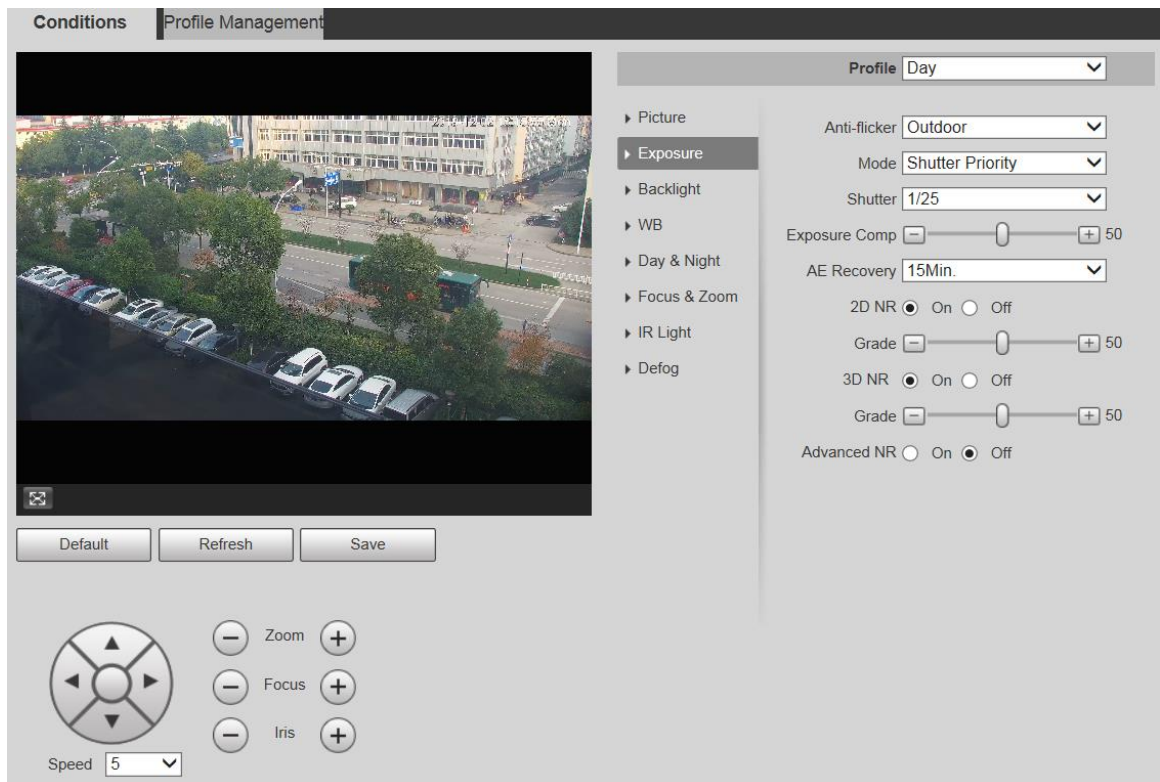 Conditions
Profile Management
Profile Day
Picture
Exposure
Backlight
WB
Day & Night
Focus & Zoom
IR Light
Defog
Anti-flicker Outdoor
Mode Shutter Priority
Shutter 1/25
Exposure Comp 50
AE Recovery 15Min.
2D NR On Off
Grade 50
3D NR On Off
Grade 50
Advanced NR On Off
Default
Refresh
Save
Zoom
Focus
Iris
Speed 5